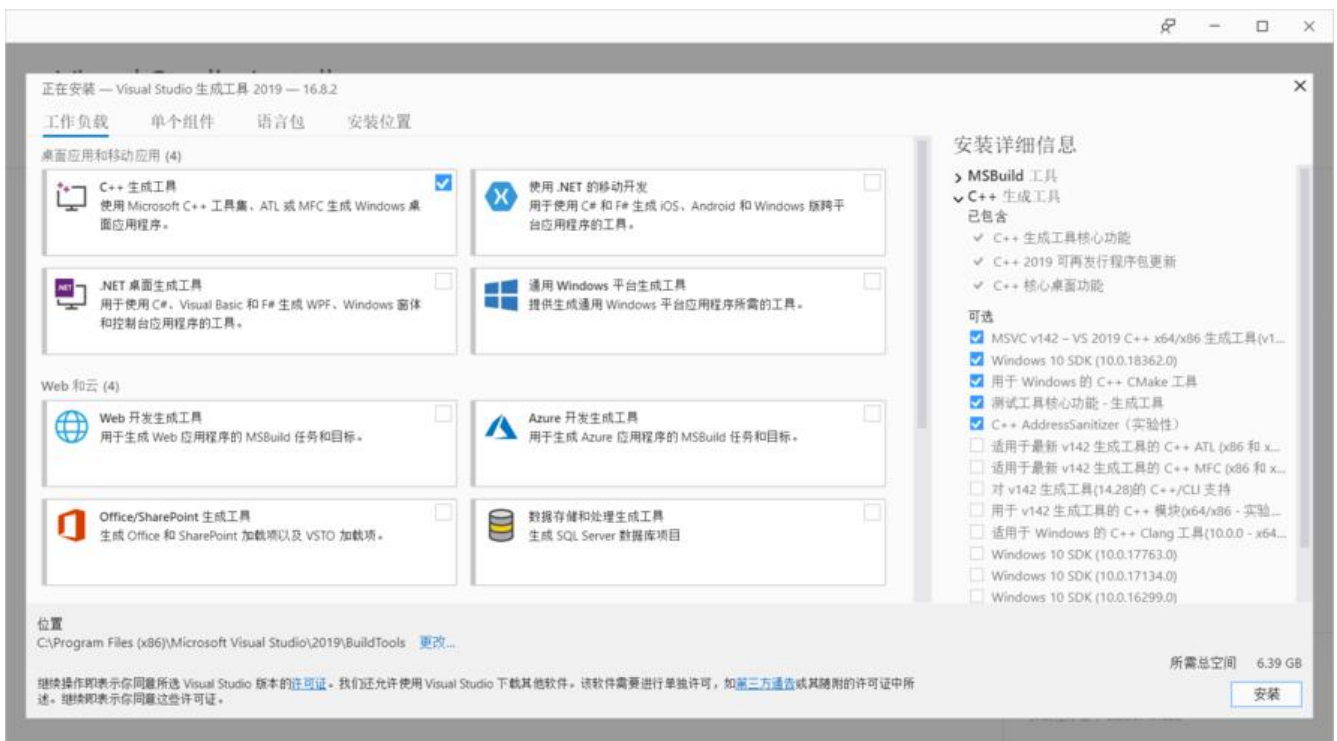 正在安装 — Visual Studio 生成工具 2019 — 16.8.2
工作负载 单个组件 语言包 安装位置
桌面应用和移动应用 (4)
C++ 生成工具
使用 Microsoft C++ 工具集、ATL 或 MFC 生成 Windows 桌
面应用程序。
使用 .NET 的移动开发
用于使用 C# 和 F# 生成 iOS、Android 和 Windows 版跨平
台应用程序的工具。
.NET 桌面生成工具
用于使用 C#、Visual Basic 和 F# 生成 WPF、Windows 窗体
和控制台应用程序的工具。
通用 Windows 平台生成工具
提供生成通用 Windows 平台应用程序所需的工具。
Web 和云 (4)
Web 开发生成工具
用于生成 Web 应用程序的 MSBuild 任务和目标。
Azure 开发生成工具
用于生成 Azure 应用程序的 MSBuild 任务和目标。
Office/SharePoint 生成工具
生成 Office 和 SharePoint 加载项以及 VSTO 加载项。
数据存储和处理生成工具
生成 SQL Server 数据库项目
安装详细信息
MSBuild 工具
C++ 生成工具
已包含
C++ 生成工具核心功能
C++ 2019 可再发行程序包更新
C++ 核心桌面功能
可选
MSVC v142 – VS 2019 C++ x64/x86 生成工具(v1...
Windows 10 SDK (10.0.18362.0)
用于 Windows 的 C++ CMake 工具
测试工具核心功能 - 生成工具
C++ AddressSanitizer（实验性）
适用于最新 v142 生成工具的 C++ ATL (x86 和 x...
适用于最新 v142 生成工具的 C++ MFC (x86 和 x...
对 v142 生成工具(14.28)的 C++/CLI 支持
用于 v142 生成工具的 C++ 模块(x64/x86 - 实验...
适用于 Windows 的 C++ Clang 工具(10.0.0 - x64...
Windows 10 SDK (10.0.17763.0)
Windows 10 SDK (10.0.17134.0)
Windows 10 SDK (10.0.16299.0)
位置
C:\Program Files (x86)\Microsoft Visual Studio\2019\BuildTools 更改...
所需总空间 6.39 GB
继续操作即表示你同意所选 Visual Studio 版本的许可证。我们还允许使用 Visual Studio 下载其他软件。该软件需要进行单独许可，如第三方通告或其随附的许可证中所
述。继续即表示你同意这些许可证。
安装